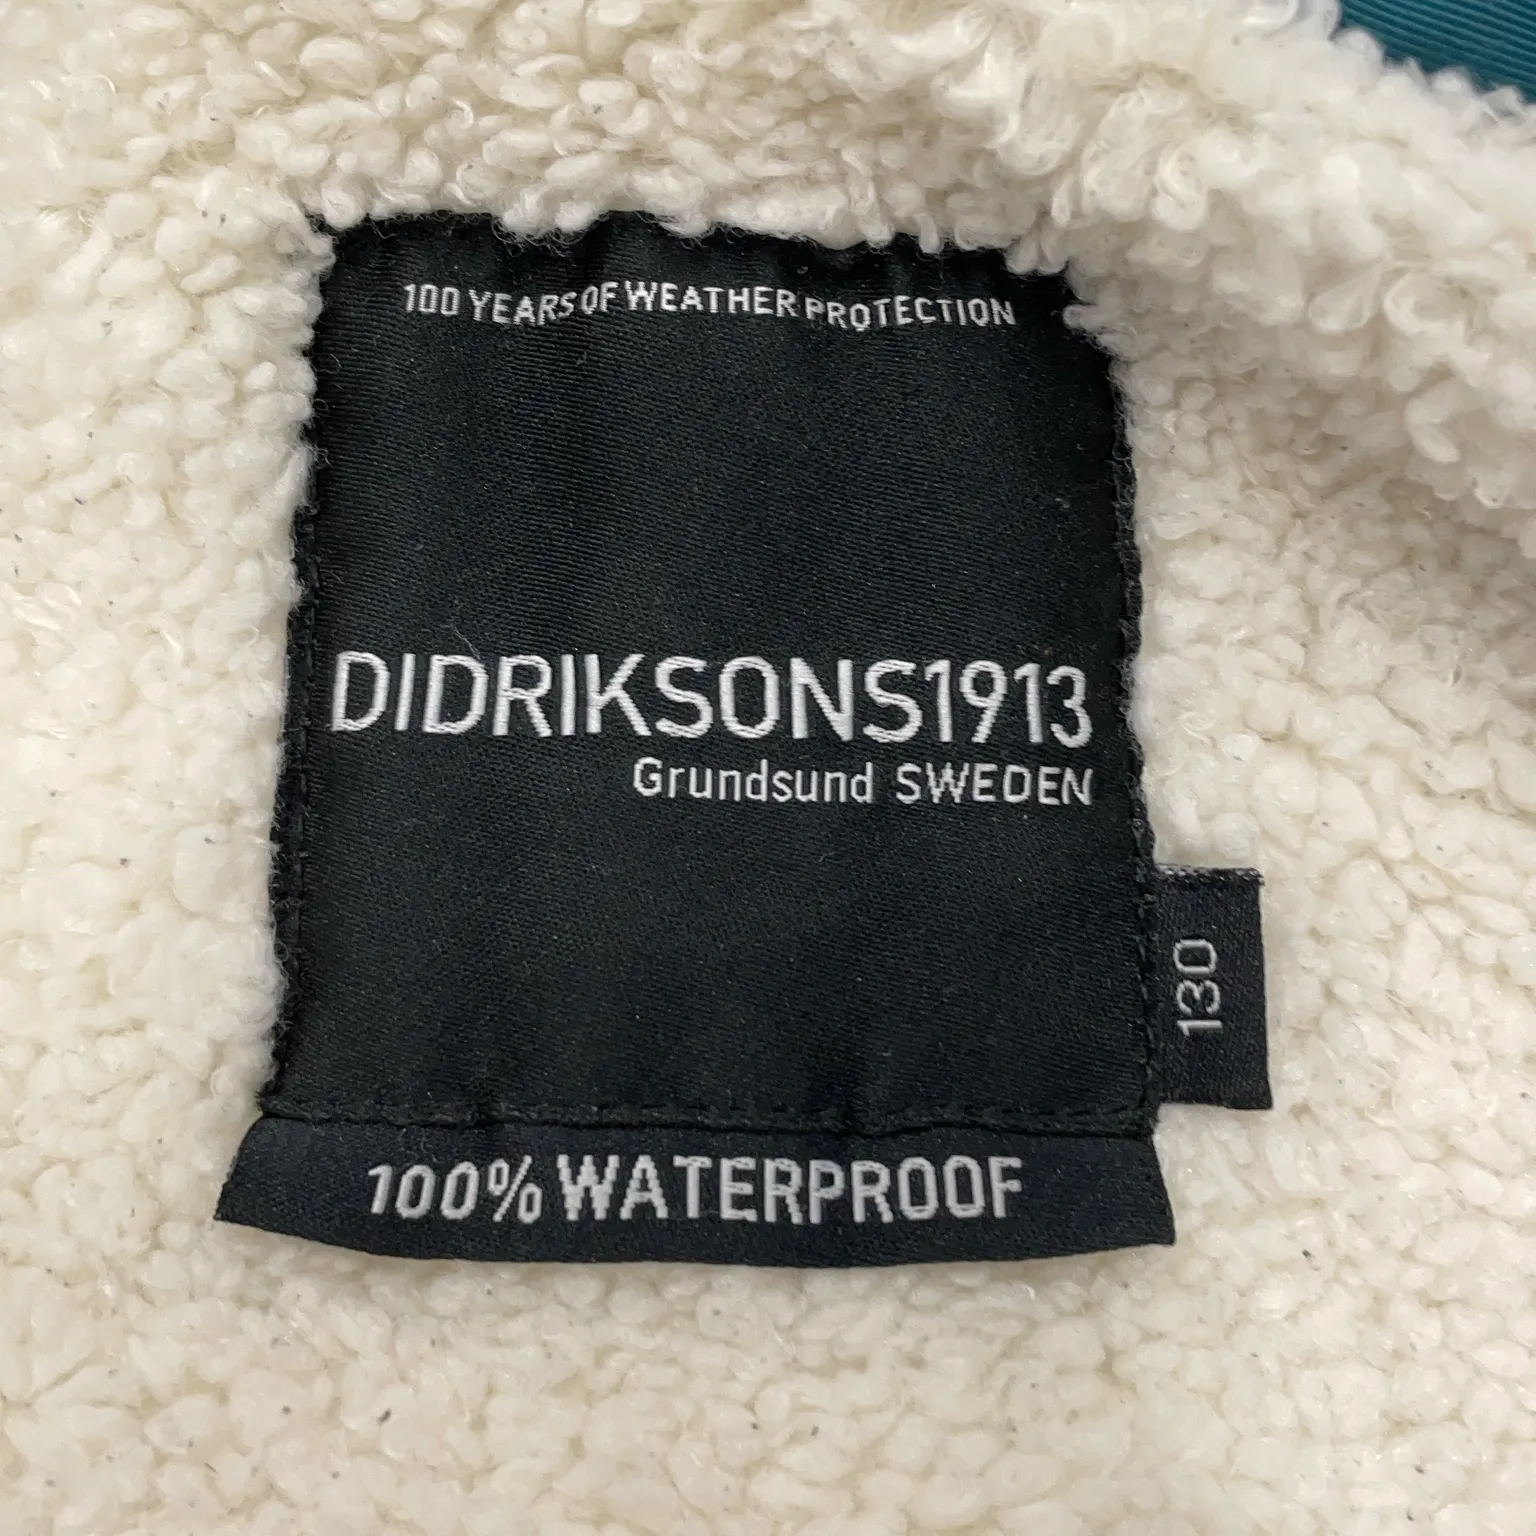 100 YEARS OF WEATHER PROTECTION
DIDRIKSONS1913
Grundsund SWEDEN
130
100% WATERPROOF